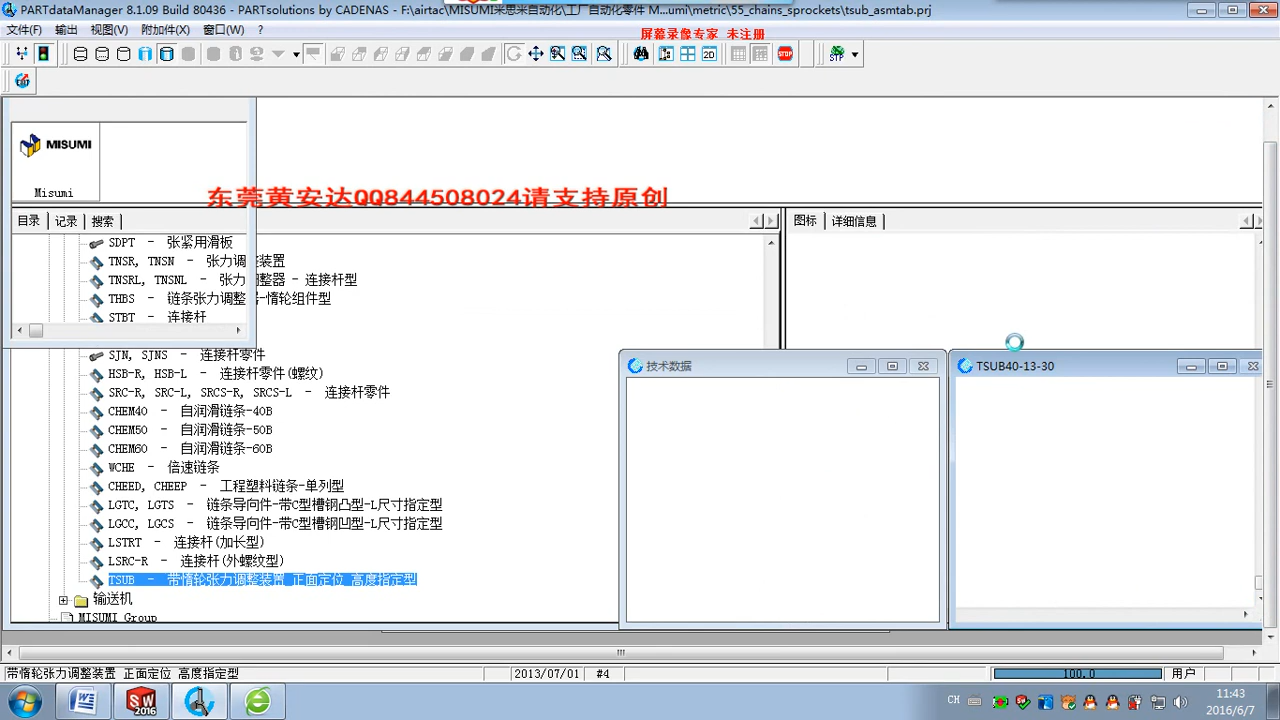 PARTdataManager 8.1.09 Build 80436 - PARTsolutions by CADENAS - F:\airtac\MISUMI米思米自动化\工厂自动化零件 M...umi\metric\55_chains_sprockets\tsub_asmtab.prj
文件(F) 输出 视图(V) 附加件(X) 窗口(W) ?
屏幕录像专家 未注册
2D
STOP
STP
MISUMI
Misumi
东莞黄安达QQ844508024请支持原创
目录 记录 搜索
图标 详细信息
SDPT - 张紧用滑板
TNSR, TNSN - 张力调整装置
TNSRL, TNSNL - 张力调整器 - 连接杆型
THBS - 链条张力调整器-惰轮组件型
STBT - 连接杆
SJN, SJNS - 连接杆零件
HSB-R, HSB-L - 连接杆零件(螺纹)
SRC-R, SRC-L, SRCS-R, SRCS-L - 连接杆零件
CHEM40 - 自润滑链条-40B
CHEM50 - 自润滑链条-50B
CHEM60 - 自润滑链条-60B
WCHE - 倍速链条
CHEED, CHEEP - 工程塑料链条-单列型
LGTC, LGTS - 链条导向件-带C型槽钢凸型-L尺寸指定型
LGCC, LGCS - 链条导向件-带C型槽钢凹型-L尺寸指定型
LSTRT - 连接杆(加长型)
LSRC-R - 连接杆(外螺纹型)
TSUB - 带惰轮张力调整装置 正面定位 高度指定型
输送机
MISUMI Group
技术数据
TSUB40-13-30
带惰轮张力调整装置 正面定位 高度指定型
2013/07/01 #4
100.0
用户
SW 2016
CH
11:43
2016/6/7